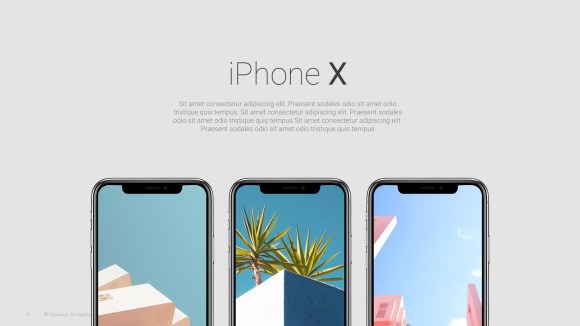 iPhone X
Sit amet consectetur adipiscing elit. Praesent sodales odio sit amet odio
tristique quis tempus. Sit amet consectetur adipiscing elit. Praesent sodales
odio sit amet odio tristique quis tempus Sit amet consectetur adipiscing elit.
Praesent sodales odio sit amet odio tristique quis tempus
All Rights